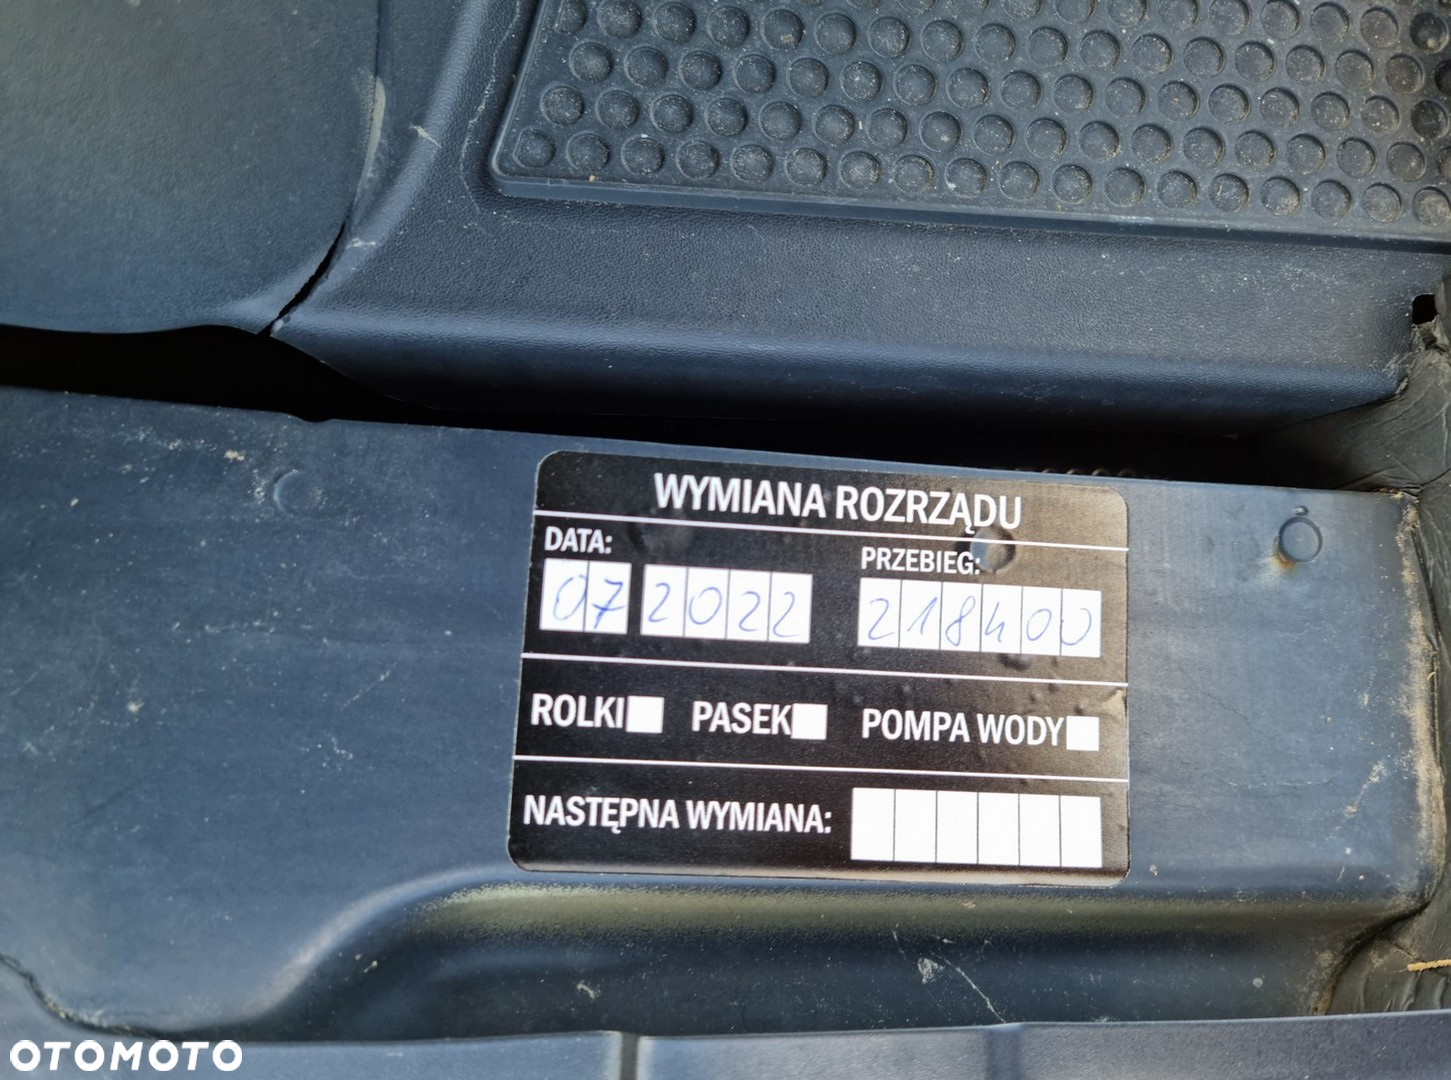 WYMIANA ROZRZĄDU
DATA: PRZEBIEG:
07 2022 218400
ROLKI PASEK POMPA WODY
NASTĘPNA WYMIANA:
OTOMOTO